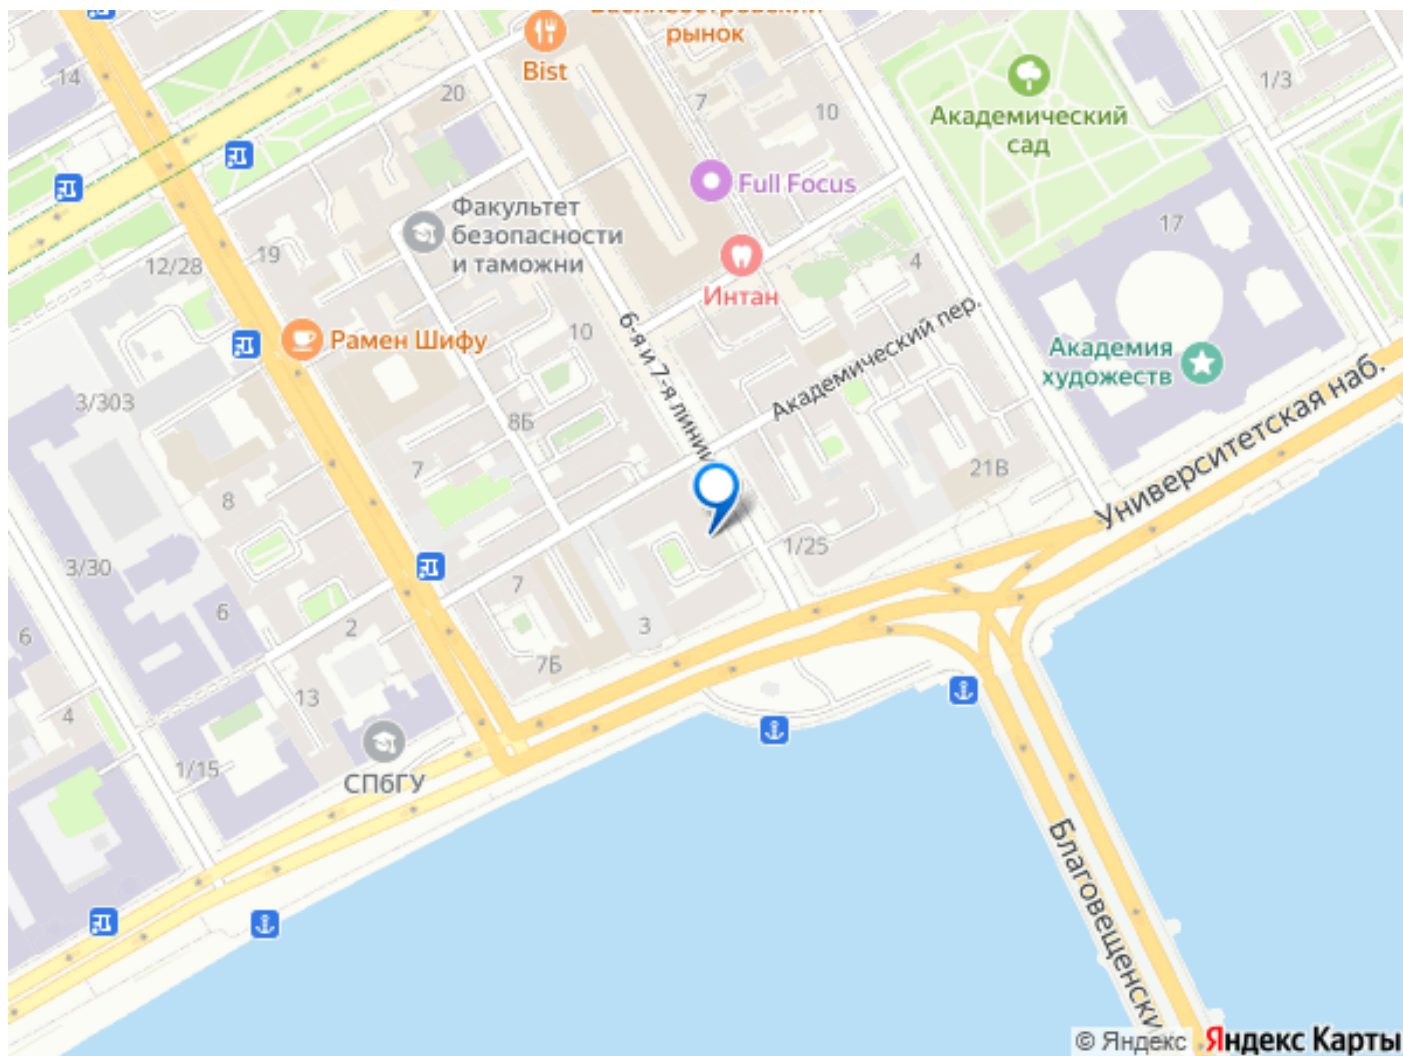 Василеостровский
рынок
Bist
14
20
7
10
1/3
Академический
сад
Full Focus
Факультет
безопасности
и таможни
17
12/28
19
4
Интан
10
6-я и 7-я линии
Академический пер.
Рамен Шифу
Академия
художеств
Университетская наб.
3/303
8Б
7
8
21В
1/25
3/30
7
6
6
2
3
7Б
13
4
1/15
СПбГУ
Благовещенски
© Яндекс
Яндекс Карты